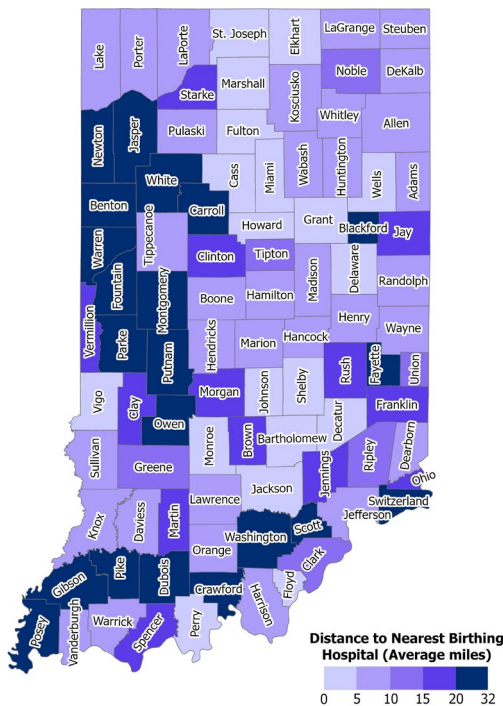 LaGrange
Steuben
St. Joseph
Elkhart
LaPorte
Porter
Lake
Noble
DeKalb
Marshall
Starke
Kosciusko
Whitley
Allen
Jasper
Newton
Pulaski
Fulton
Wabash
Huntington
White
Cass
Miami
Wells
Adams
Benton
Carroll
Grant
Howard
Blackford
Jay
Warren
Tippecanoe
Clinton
Tipton
Delaware
Madison
Randolph
Fountain
Montgomery
Boone
Hamilton
Henry
Vermillion
Parke
Hendricks
Marion
Hancock
Wayne
Putnam
Rush
Fayette
Union
Vigo
Clay
Morgan
Johnson
Shelby
Franklin
Owen
Monroe
Brown
Bartholomew
Decatur
Sullivan
Greene
Jennings
Ripley
Dearborn
Ohio
Jackson
Lawrence
Switzerland
Jefferson
Knox
Daviess
Martin
Orange
Washington
Scott
Clark
Gibson
Pike
Dubois
Crawford
Floyd
Harrison
Posey
Vanderburgh
Warrick
Spencer
Perry
Distance to Nearest Birthing
Hospital (Average miles)
0 5 10 15 20 32